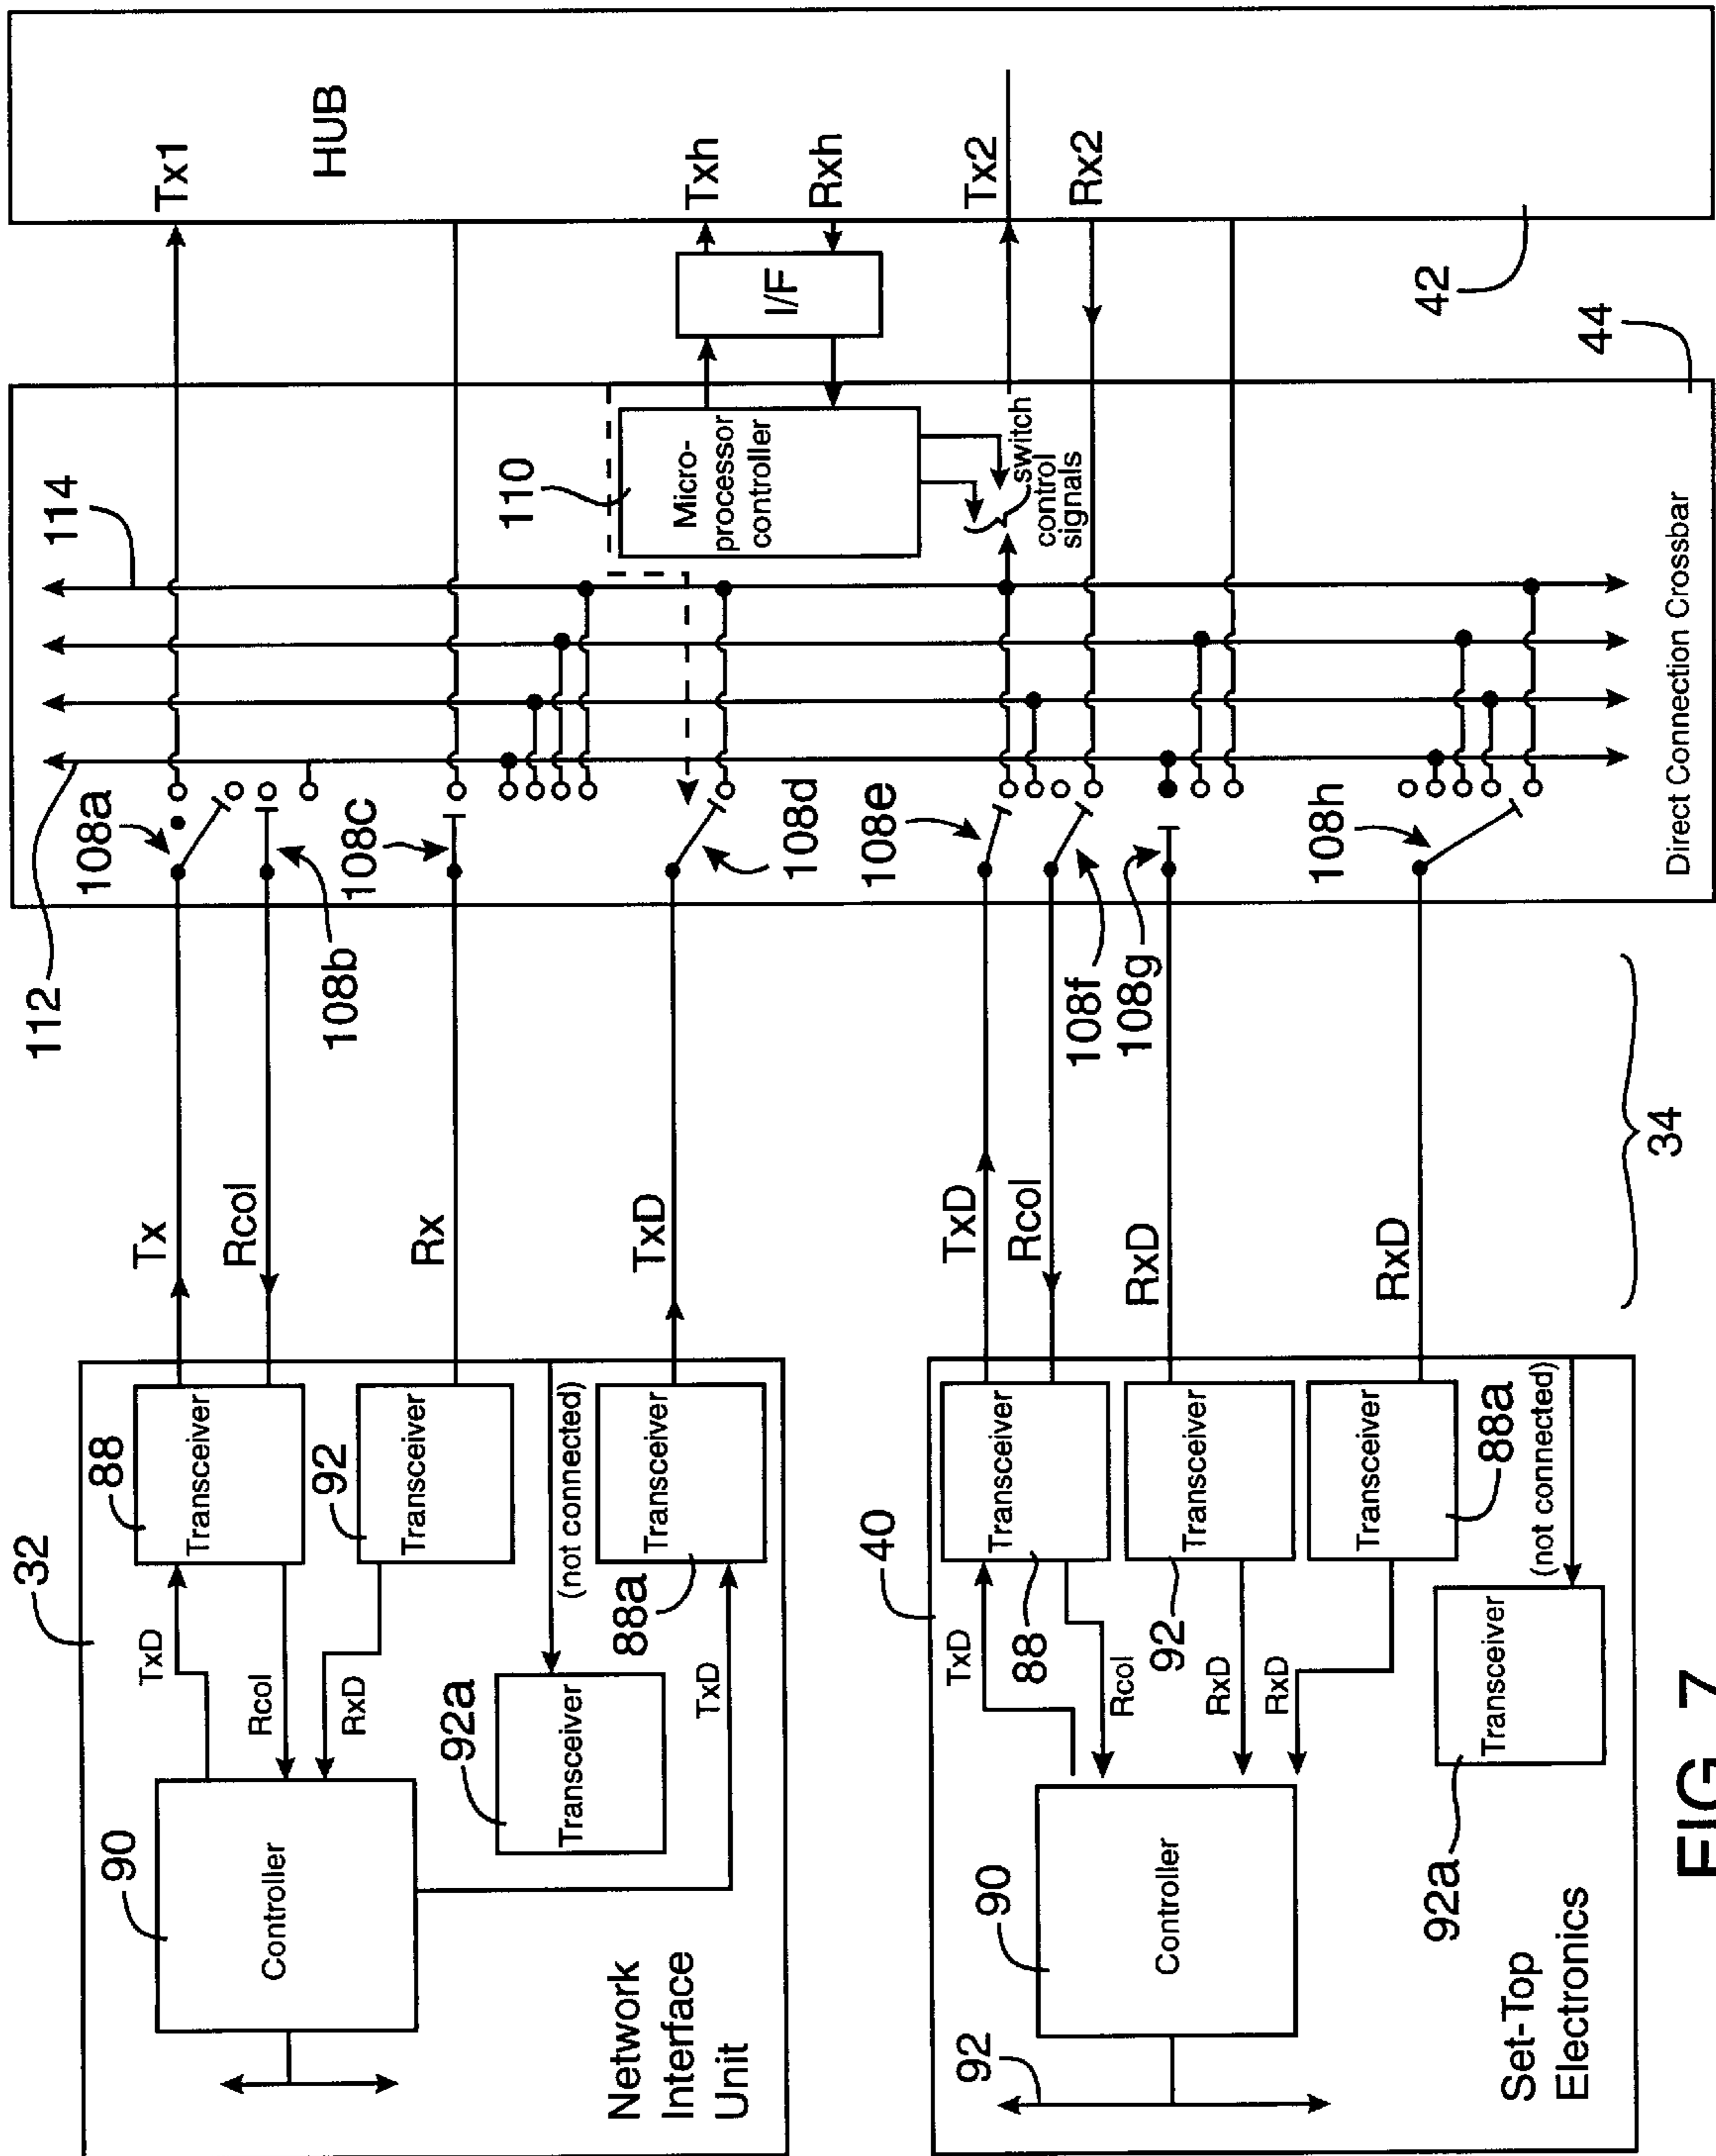 32
90
Controller
TxD
Rcol
RxD
88
Transceiver
92
Transceiver
92a
Transceiver
(not connected)
88a
Transceiver
TxD
Network
Interface
Unit
Tx
Rcol
Rx
TxD
40
92
90
Controller
TxD
Rcol
RxD
RxD
Transceiver
88
Transceiver
92
Transceiver
88a
(not connected)
Transceiver
92a
Set-Top
Electronics
TxD
Rcol
RxD
RxD
34
112
108a
108b
108c
108d
108e
108f
108g
108h
114
110
Micro-
processor
controller
switch
control
signals
Direct Connection Crossbar
44
I/F
HUB
Tx1
Txh
Rxh
Tx2
Rx2
42
FIG. 7